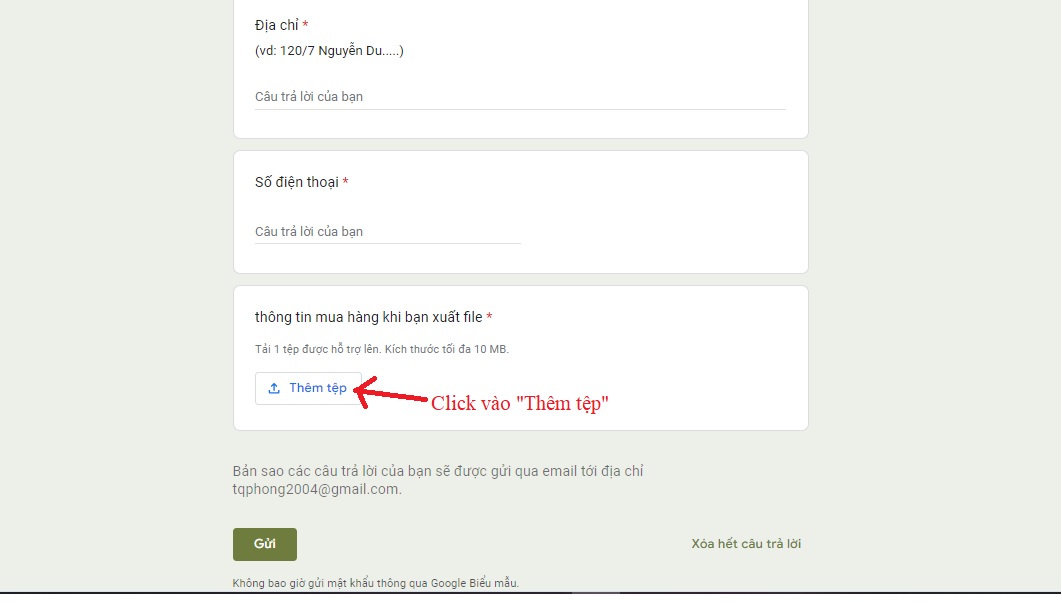 Địa chỉ *
(vd: 120/7 Nguyễn Du.....)
Câu trả lời của bạn
Số điện thoại *
Câu trả lời của bạn
thông tin mua hàng khi bạn xuất file *
Tải 1 tệp được hỗ trợ lên. Kích thước tối đa 10 MB.
Thêm tệp
Click vào "Thêm tệp"
Bản sao các câu trả lời của bạn sẽ được gửi qua email tới địa chỉ
tqphong2004@gmail.com.
Gửi
Xóa hết câu trả lời
Không bao giờ gửi mật khẩu thông qua Google Biểu mẫu.